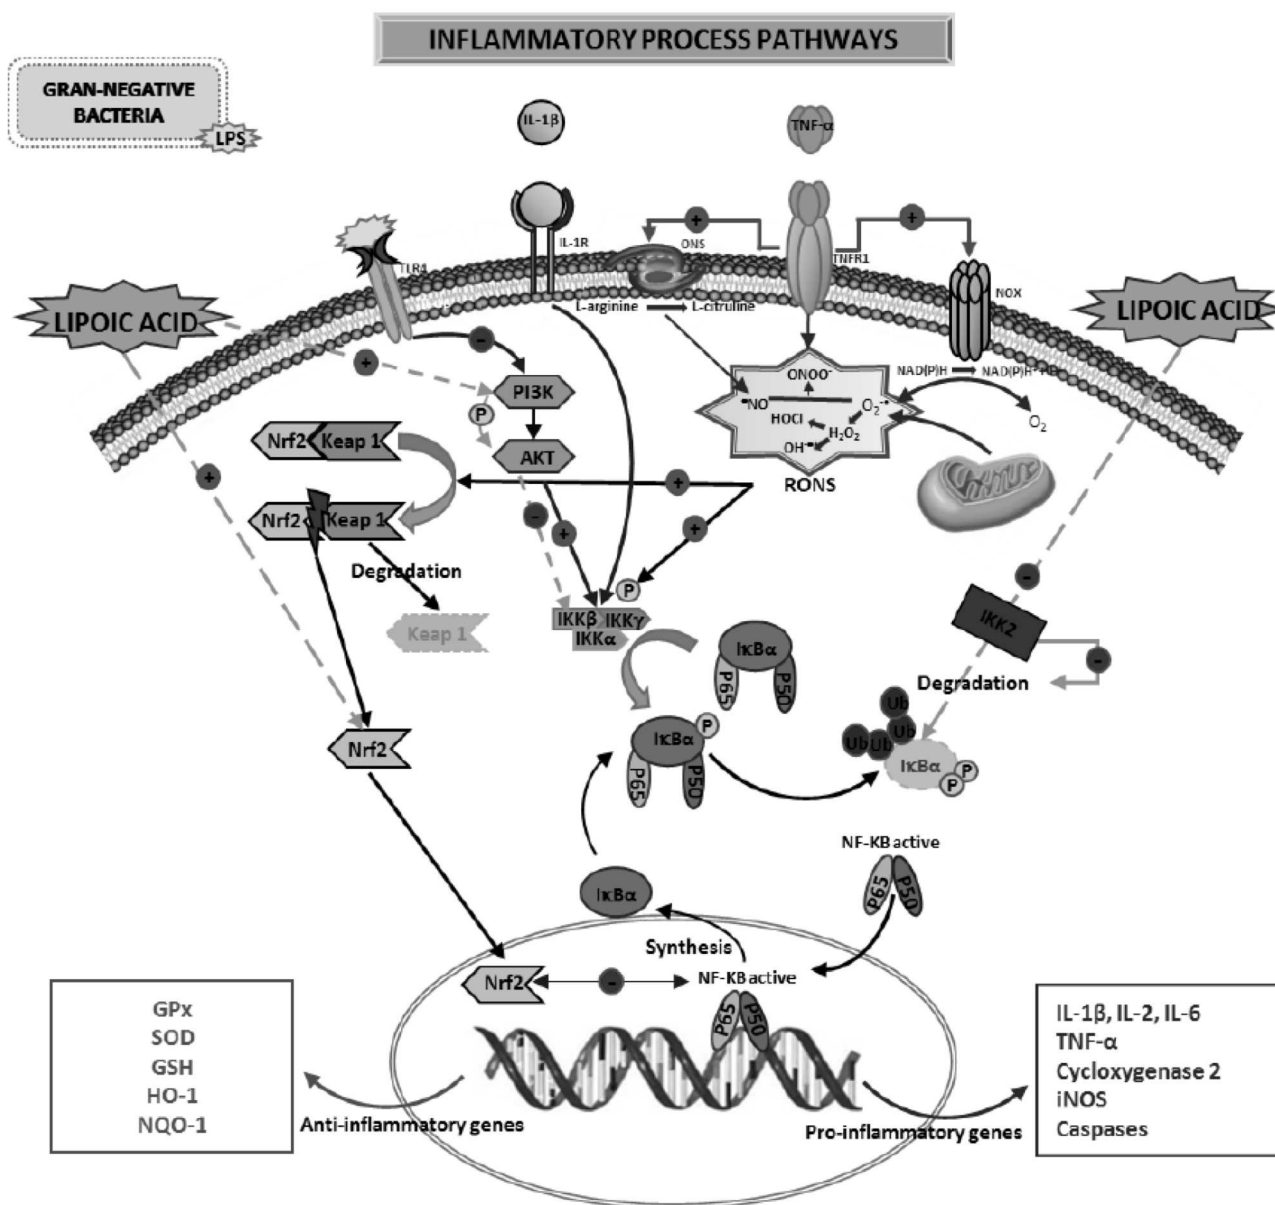 INFLAMMATORY PROCESS PATHWAYS
GRAN-NEGATIVE
BACTERIA
LPS
IL-1β
TNF-α
TLR4
IL-1R
ONS
TNFR1
NOX
L-arginine
L-citruline
LIPOIC ACID
LIPOIC ACID
+
+
-
+
PI3K
P
AKT
ONOO⁻
•NO
O₂⁻•
HOCl
H₂O₂
OH⁻•
RONS
NAD(P)H
O₂
Nrf2
Keap 1
+
+
Nrf2
Keap 1
-
+
+
Degradation
Keap 1
P
IKKβ
IKKγ
IKKα
IκBα
P65
P50
-
IKK2
-
Degradation
Ub
Ub
Ub
Ub
IκBα
P
P
IκBα
P
P65
P50
Nrf2
NF-KB active
P65
P50
IκBα
Synthesis
Nrf2
-
NF-KB active
P65
P50
GPx
SOD
GSH
HO-1
NQO-1
Anti-inflammatory genes
Pro-inflammatory genes
IL-1β, IL-2, IL-6
TNF-α
Cycloxygenase 2
iNOS
Caspases